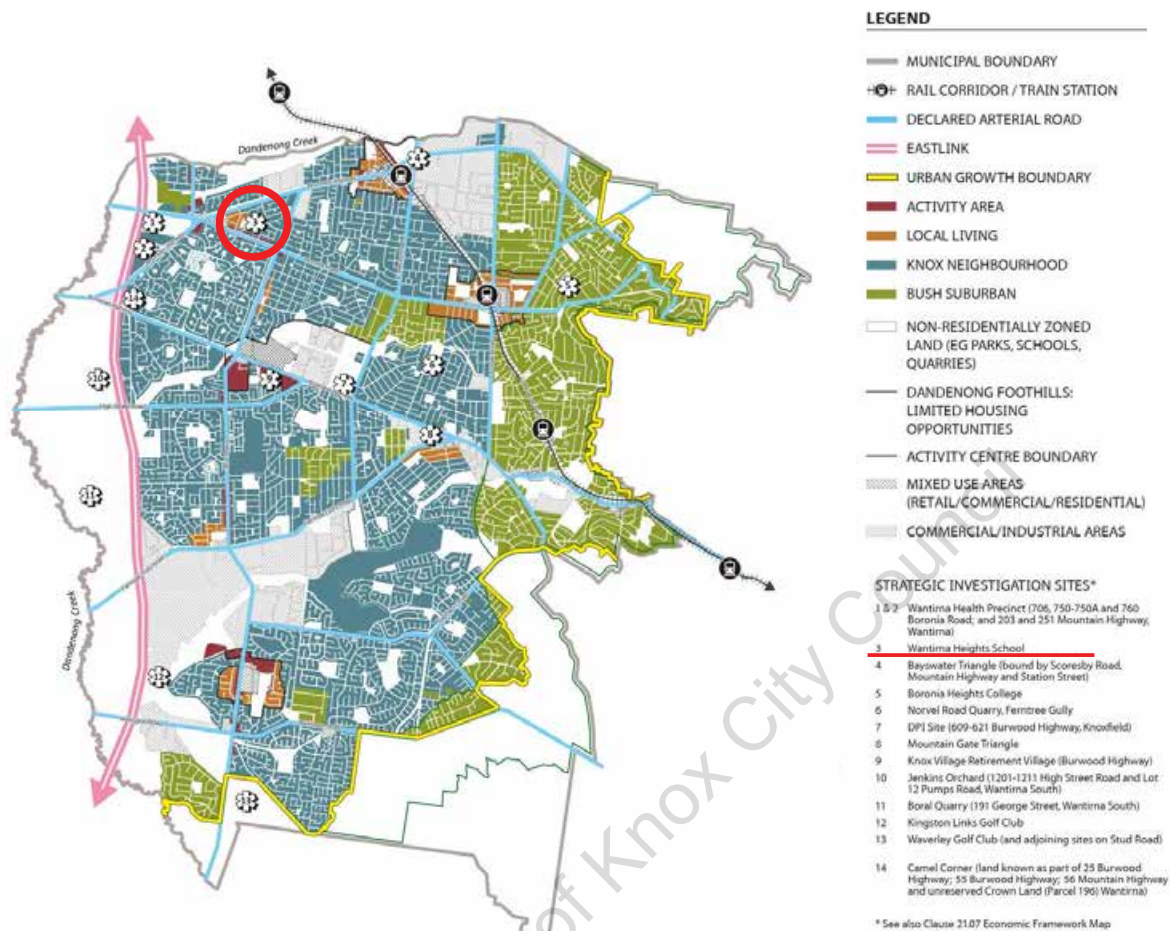 LEGEND
MUNICIPAL BOUNDARY
RAIL CORRIDOR / TRAIN STATION
DECLARED ARTERIAL ROAD
EASTLINK
URBAN GROWTH BOUNDARY
ACTIVITY AREA
LOCAL LIVING
KNOX NEIGHBOURHOOD
BUSH SUBURBAN
NON-RESIDENTIALLY ZONED
LAND (EG PARKS, SCHOOLS,
QUARRIES)
DANDENONG FOOTHILLS:
LIMITED HOUSING
OPPORTUNITIES
ACTIVITY CENTRE BOUNDARY
MIXED USE AREAS
(RETAIL/COMMERCIAL/RESIDENTIAL)
COMMERCIAL/INDUSTRIAL AREAS
STRATEGIC INVESTIGATION SITES*
1 & 2 Wantirna Health Precinct (706, 750-750A and 760
Boronia Road; and 203 and 251 Mountain Highway,
Wantirna)
3 Wantirna Heights School
4 Bayswater Triangle (bound by Scoresby Road,
Mountain Highway and Station Street)
5 Boronia Heights College
6 Norvel Road Quarry, Ferntree Gully
7 DPI Site (609-621 Burwood Highway, Knoxfield)
8 Mountain Gate Triangle
9 Knox Village Retirement Village (Burwood Highway)
10 Jenkins Orchard (1201-1211 High Street Road and Lot
12 Pumps Road, Wantirna South)
11 Boral Quarry (191 George Street, Wantirna South)
12 Kingston Links Golf Club
13 Waverley Golf Club (and adjoining sites on Stud Road)
14 Camel Corner (land known as part of 25 Burwood
Highway; 55 Burwood Highway; 56 Mountain Highway
and unreserved Crown Land (Parcel 196) Wantirna)
* See also Clause 21.07 Economic Framework Map
Dandenong Creek
Dandenong Creek
10
11
of Knox City Council